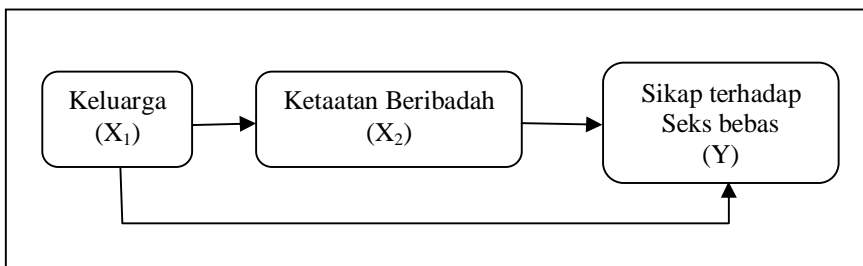 Keluarga
(X₁)
Ketaatan Beribadah
(X₂)
Sikap terhadap
Seks bebas
(Y)